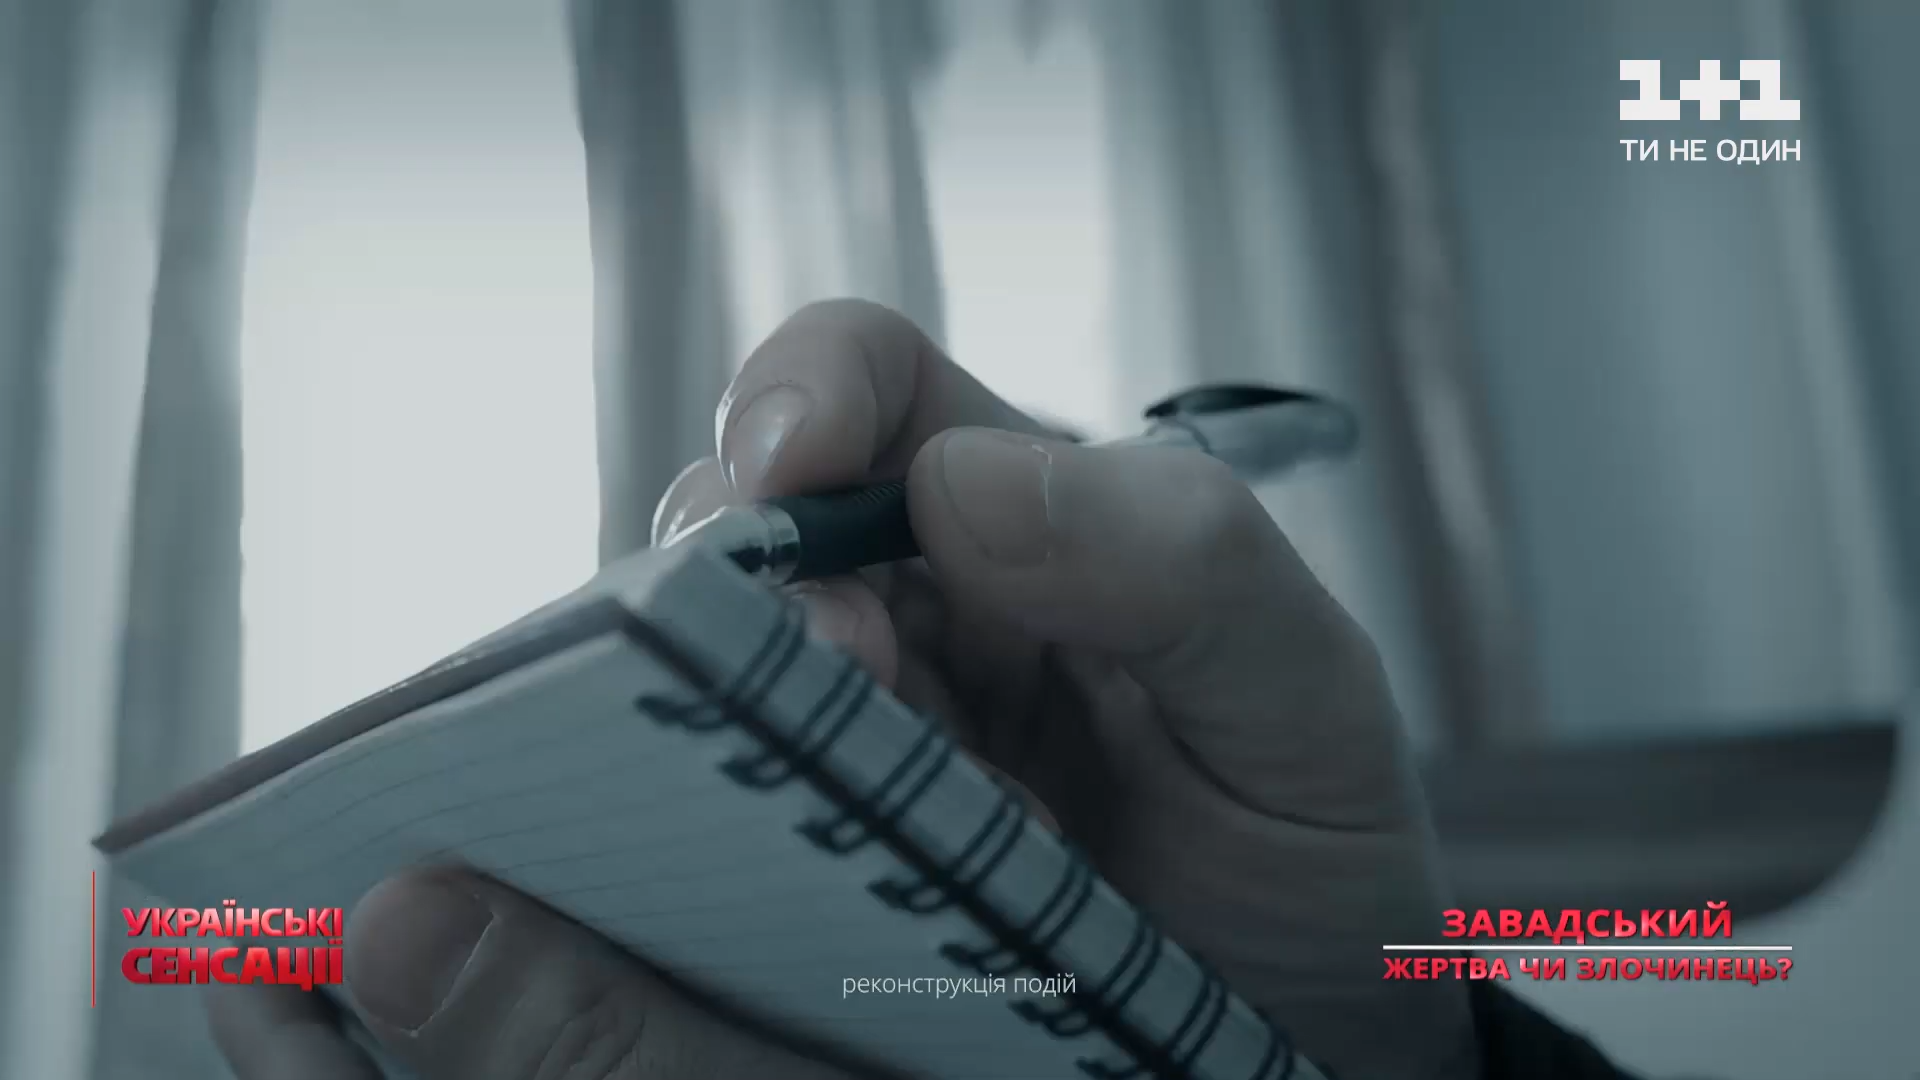 1+1
ТИ НЕ ОДИН
УКРАЇНСЬКІ
СЕНСАЦІЇ
реконструкція подій
ЗАВАДСЬКИЙ
ЖЕРТВА ЧИ ЗЛОЧИНЕЦЬ?